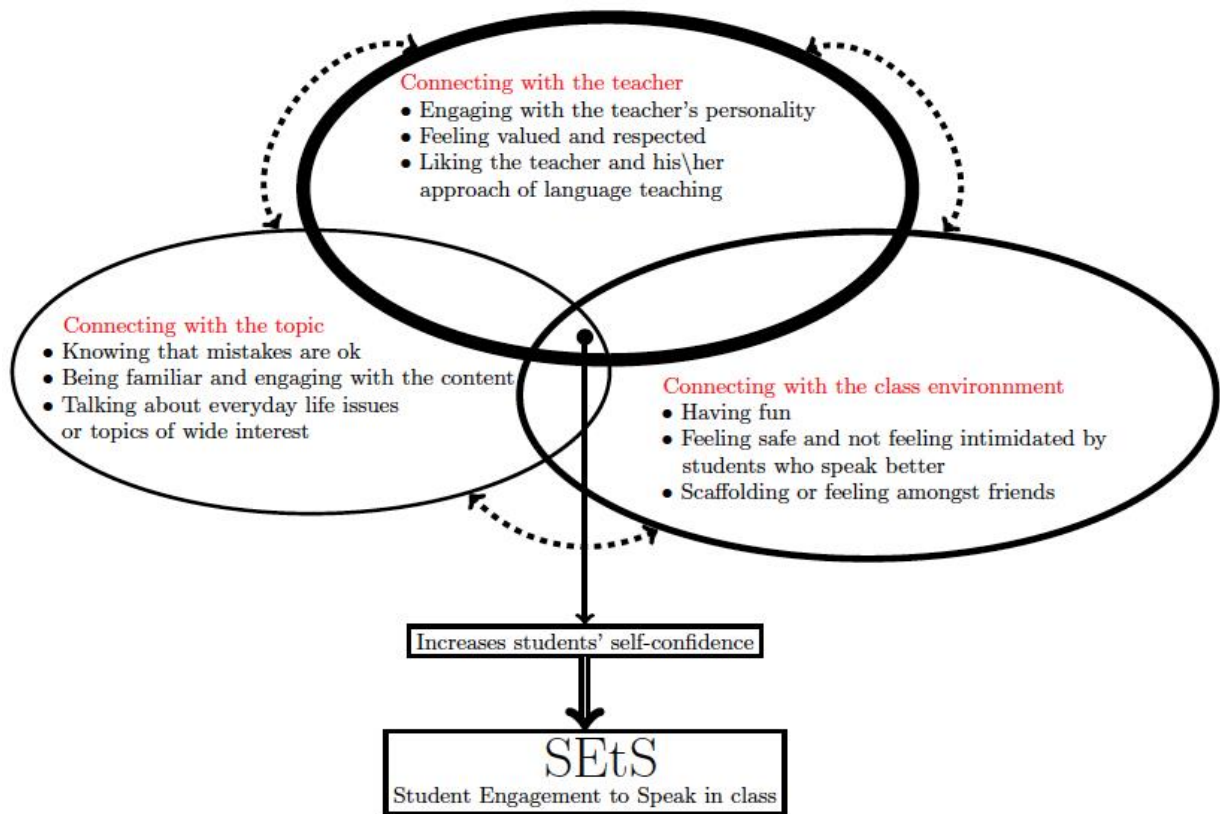 Connecting with the teacher
• Engaging with the teacher's personality
• Feeling valued and respected
• Liking the teacher and his\her
approach of language teaching
Connecting with the topic
• Knowing that mistakes are ok
• Being familiar and engaging with the content
• Talking about everyday life issues
or topics of wide interest
Connecting with the class environnment
• Having fun
• Feeling safe and not feeling intimidated by
students who speak better
• Scaffolding or feeling amongst friends
Increases students' self-confidence
SEtS
Student Engagement to Speak in class